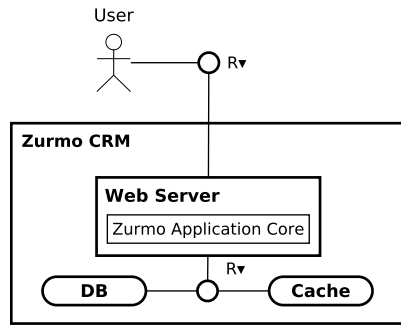 User
R▾
Zurmo CRM
Web Server
Zurmo Application Core
R▾
DB
Cache